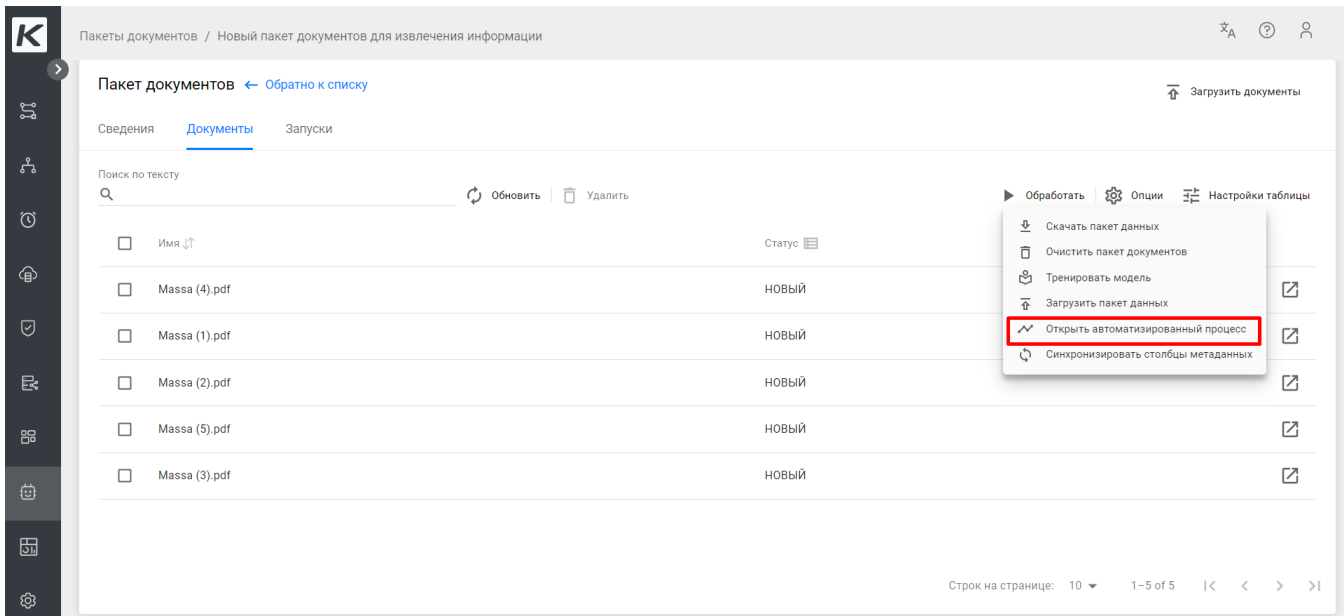 K
Пакеты документов / Новый пакет документов для извлечения информации
Пакет документов ← Обратно к списку
Загрузить документы
Сведения Документы Запуски
Поиск по тексту
Обновить Удалить Обработать Опции Настройки таблицы
Скачать пакет данных
Очистить пакет документов
Тренировать модель
Загрузить пакет данных
Открыть автоматизированный процесс
Синхронизировать столбцы метаданных
Имя Статус
Massa (4).pdf НОВЫЙ
Massa (1).pdf НОВЫЙ
Massa (2).pdf НОВЫЙ
Massa (5).pdf НОВЫЙ
Massa (3).pdf НОВЫЙ
Строк на странице: 10 1–5 of 5